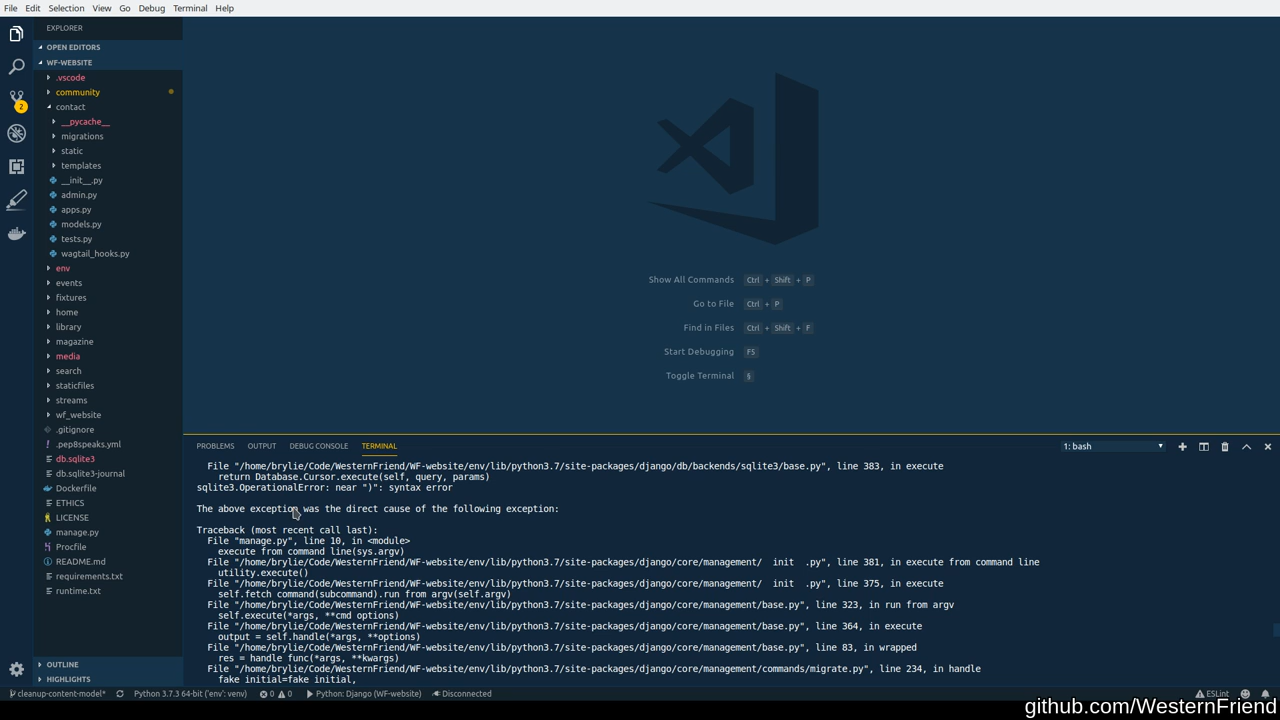 File Edit Selection View Go Debug Terminal Help
EXPLORER
OPEN EDITORS
WF-WEBSITE
.vscode
community
contact
__pycache__
migrations
static
templates
__init__.py
admin.py
apps.py
models.py
tests.py
wagtail_hooks.py
env
events
fixtures
home
library
magazine
media
search
staticfiles
streams
wf_website
.gitignore
.pep8speaks.yml
db.sqlite3
db.sqlite3-journal
Dockerfile
ETHICS
LICENSE
manage.py
Procfile
README.md
requirements.txt
runtime.txt
OUTLINE
HIGHLIGHTS
2
Show All Commands Ctrl + Shift + P
Go to File Ctrl + P
Find in Files Ctrl + Shift + F
Start Debugging F5
Toggle Terminal §
PROBLEMS OUTPUT DEBUG CONSOLE TERMINAL 1: bash
File "/home/brylie/Code/WesternFriend/WF-website/env/lib/python3.7/site-packages/django/db/backends/sqlite3/base.py", line 383, in execute
return Database.Cursor.execute(self, query, params)
sqlite3.OperationalError: near ")": syntax error
The above exception was the direct cause of the following exception:
Traceback (most recent call last):
File "manage.py", line 10, in <module>
execute from command line(sys.argv)
File "/home/brylie/Code/WesternFriend/WF-website/env/lib/python3.7/site-packages/django/core/management/  init  .py", line 381, in execute from command line
utility.execute()
File "/home/brylie/Code/WesternFriend/WF-website/env/lib/python3.7/site-packages/django/core/management/  init  .py", line 375, in execute
self.fetch command(subcommand).run from argv(self.argv)
File "/home/brylie/Code/WesternFriend/WF-website/env/lib/python3.7/site-packages/django/core/management/base.py", line 323, in run from argv
self.execute(*args, **cmd options)
File "/home/brylie/Code/WesternFriend/WF-website/env/lib/python3.7/site-packages/django/core/management/base.py", line 364, in execute
output = self.handle(*args, **options)
File "/home/brylie/Code/WesternFriend/WF-website/env/lib/python3.7/site-packages/django/core/management/base.py", line 83, in wrapped
res = handle func(*args, **kwargs)
File "/home/brylie/Code/WesternFriend/WF-website/env/lib/python3.7/site-packages/django/core/management/commands/migrate.py", line 234, in handle
fake initial=fake initial,
cleanup-content-model* Python 3.7.3 64-bit ('env': venv) 0 0 Python: Django (WF-website) Disconnected ESLint
github.com/WesternFriend